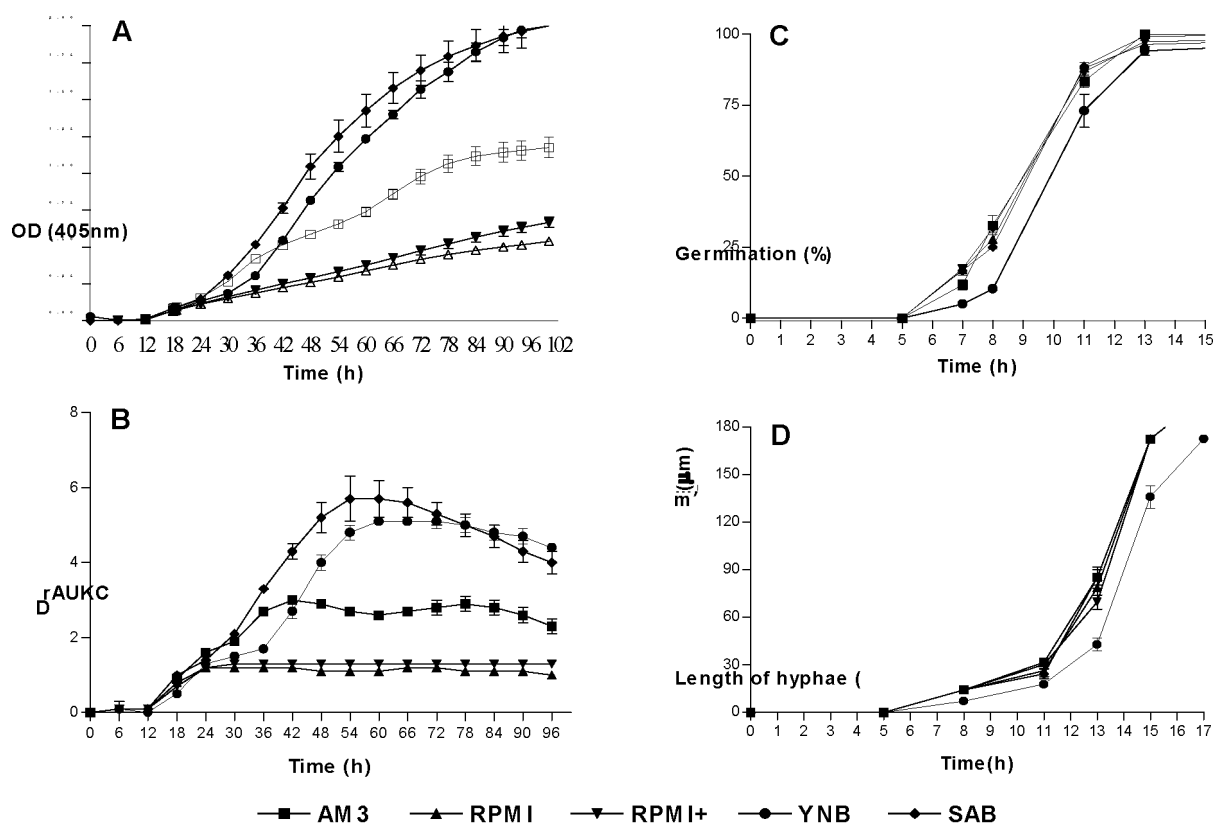 A
OD (405nm)
0 6 12 18 24 30 36 42 48 54 60 66 72 78 84 90 96 102
Time (h)
C
100
75
50
25
0
Germination (%)
0 1 2 3 4 5 6 7 8 9 10 11 12 13 14 15
Time (h)
B
8
6
4
2
0
DrAUKC
0 6 12 18 24 30 36 42 48 54 60 66 72 78 84 90 96
Time (h)
D
180
150
120
90
60
30
0
(µm)
Length of hyphae (
0 1 2 3 4 5 6 7 8 9 10 11 12 13 14 15 16 17
Time(h)
AM3 RPMI RPMI+ YNB SAB